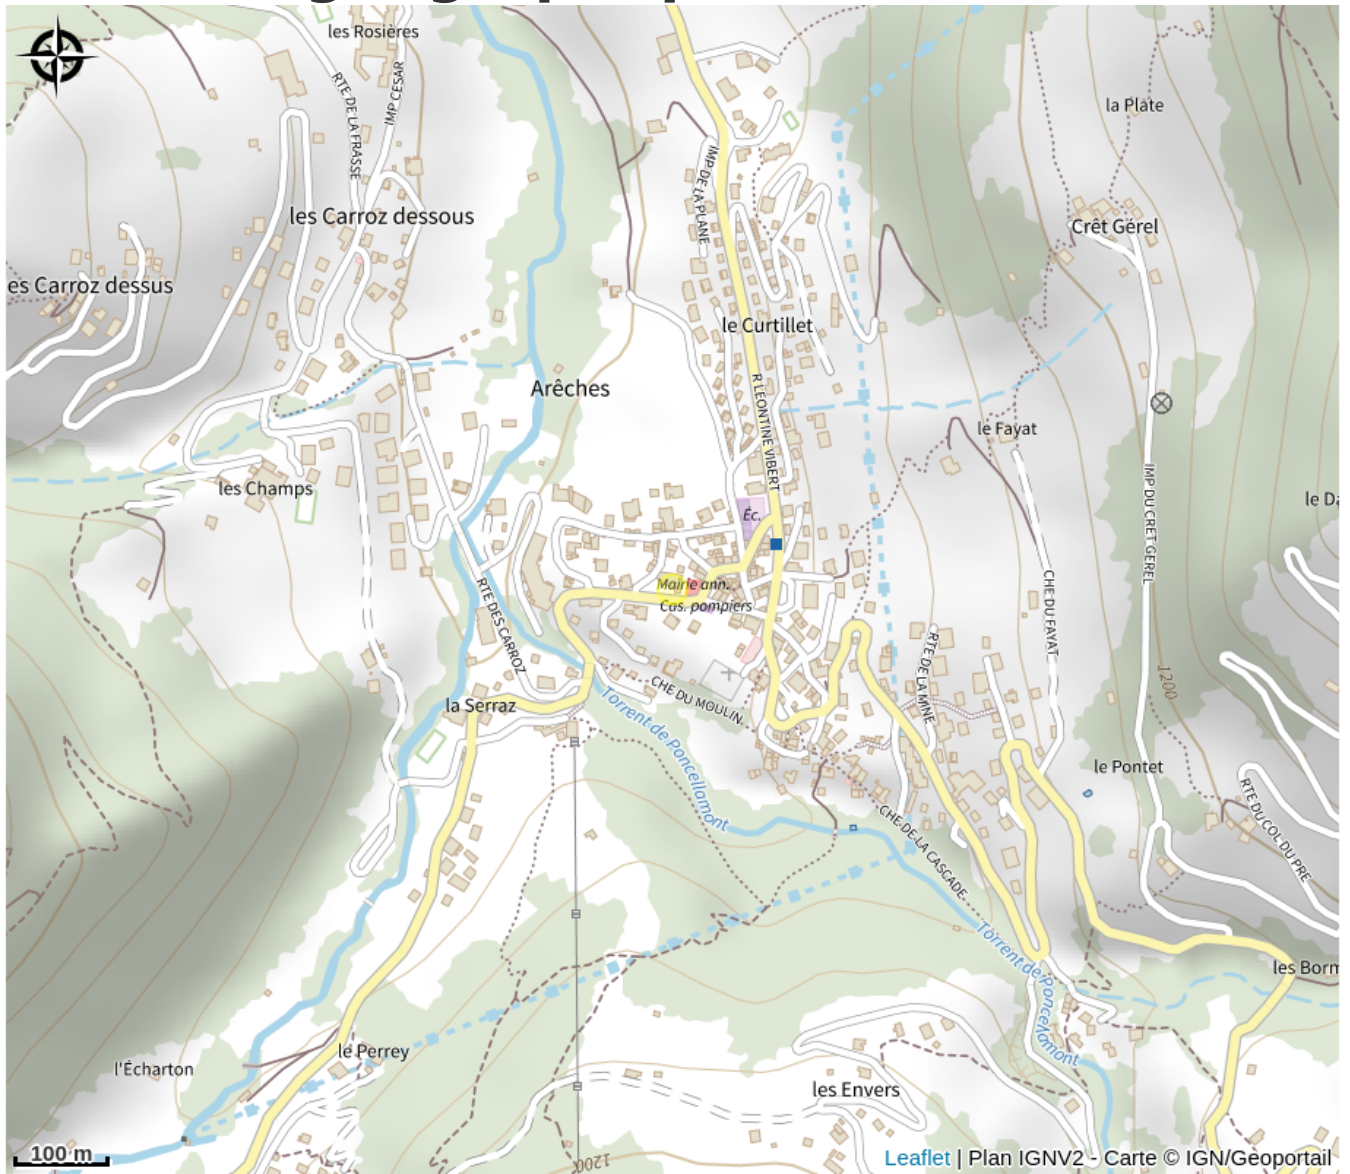 les Rosières
RTE DE LA FRASSE
IMP CESAR
la Plate
IMP DE LA PLANE
les Carroz dessous
Crêt Gérel
es Carroz dessus
le Curtillet
Arêches
R LEONTINE VIBERT
le Fayat
les Champs
IMP DU CRET GEREL
le Da
Éc.
Mairie ann.
Cas. pompiers
CHE DU FAYAT
RTE DES CARROZ
RTE DE LA MINE
1200
CHE DU MOULIN
la Serraz
Torrent de Poncellamont
le Pontet
RTE DU COL DU PRE
CHE DE LA CASCADE
Torrent de Poncellamont
les Borm
le Perrey
l'Écharton
les Envers
100 m
1200
Leaflet | Plan IGNV2 - Carte © IGN/Geoportail